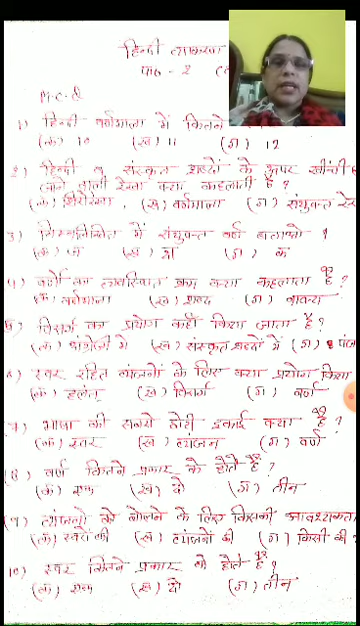 हिन्दी व्याकरण
पाठ - 2
M.C.Q
1) हिन्दी वर्णमाला में कितने
(क) 10 (ख) 11 (ग) 12
2) हिन्दी व संस्कृत शब्दों के ऊपर खींची
जाने वाली रेखा क्या कहलाती है?
(क) शिरोरेखा, (ख) वर्णमाला (ग) संयुक्त
3) निम्नलिखित में संयुक्त वर्ण बताओ ?
(क) (ख) (ग) क
4) वर्णों का व्यवस्थित क्रम क्या कहलाता है?
(क) वर्णमाला (ख) शब्द (ग) वाक्य
5) विसर्ग का प्रयोग कहाँ किया जाता है?
(क) अंग्रेजी में (ख) संस्कृत शब्दों में (ग)
6) स्वर रहित व्यंजनों के लिए क्या प्रयोग किया
(क) हलंत, (ख) विसर्ग (ग) वर्ण
7) भाषा की सबसे छोटी इकाई क्या है?
(क) स्वर (ख) व्यंजन (ग) वर्ण
8) वर्ण कितने प्रकार के होते है?
(क) एक (ख) दो (ग) तीन
9) व्यंजनों को बोलने के लिए किसकी आवश्यकता
(क) स्वरों की (ख) व्यंजनों की (ग) किसी की
10) स्वर कितने प्रकार के होते है?
(क) एक (ख) दो (ग) तीन